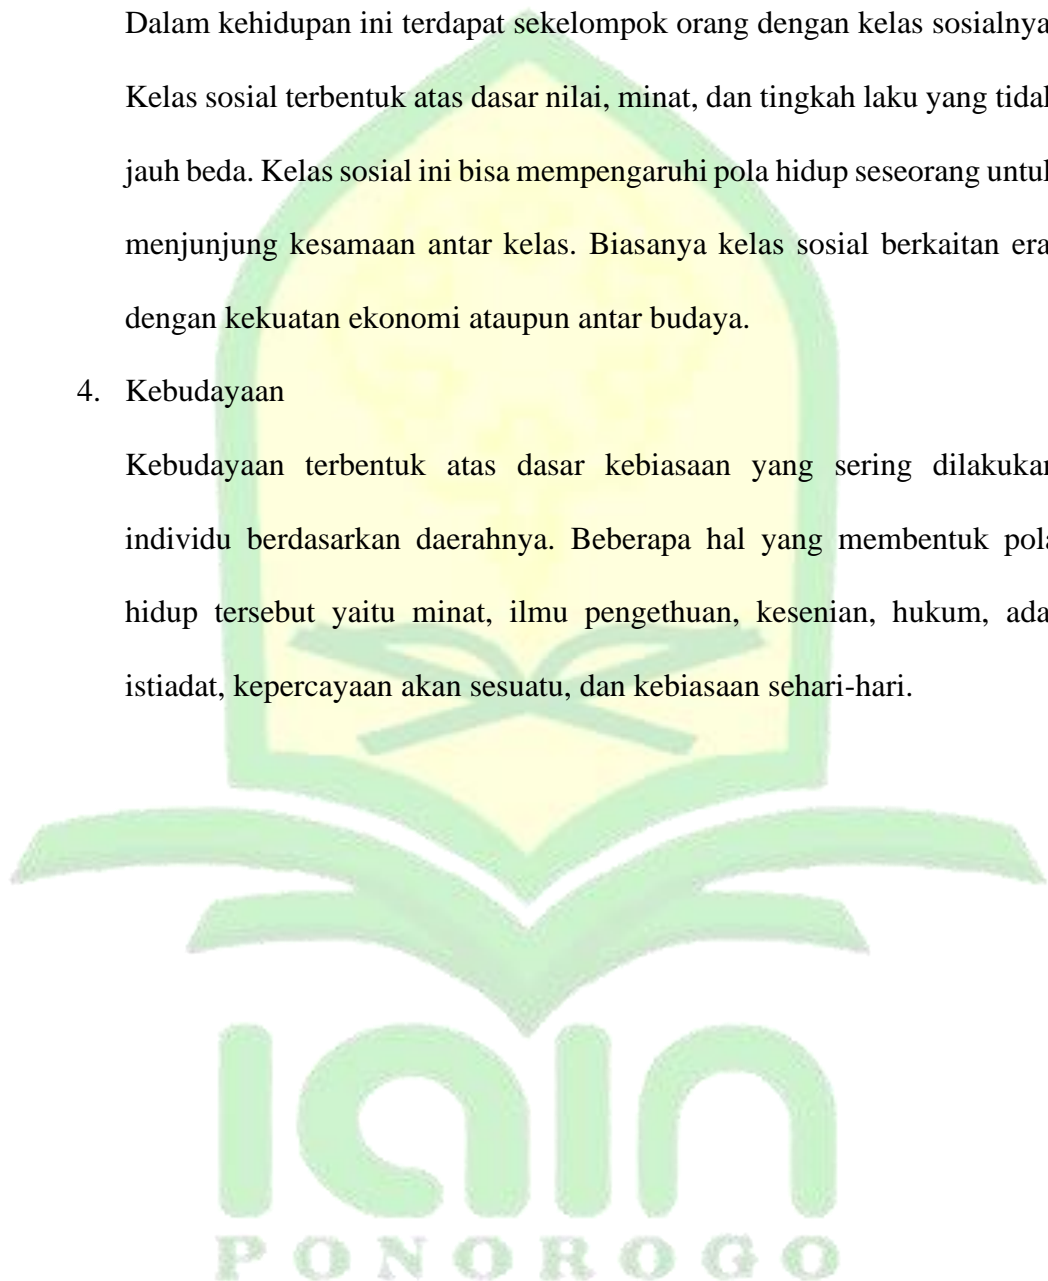 Dalam kehidupan ini terdapat sekelompok orang dengan kelas sosialnya
Kelas sosial terbentuk atas dasar nilai, minat, dan tingkah laku yang tidak
jauh beda. Kelas sosial ini bisa mempengaruhi pola hidup seseorang untuk
menjunjung kesamaan antar kelas. Biasanya kelas sosial berkaitan era
dengan kekuatan ekonomi ataupun antar budaya.
4. Kebudayaan
Kebudayaan terbentuk atas dasar kebiasaan yang sering dilakukan
individu berdasarkan daerahnya. Beberapa hal yang membentuk pola
hidup tersebut yaitu minat, ilmu pengethuan, kesenian, hukum, ada
istiadat, kepercayaan akan sesuatu, dan kebiasaan sehari-hari.
iain
PONOROGO